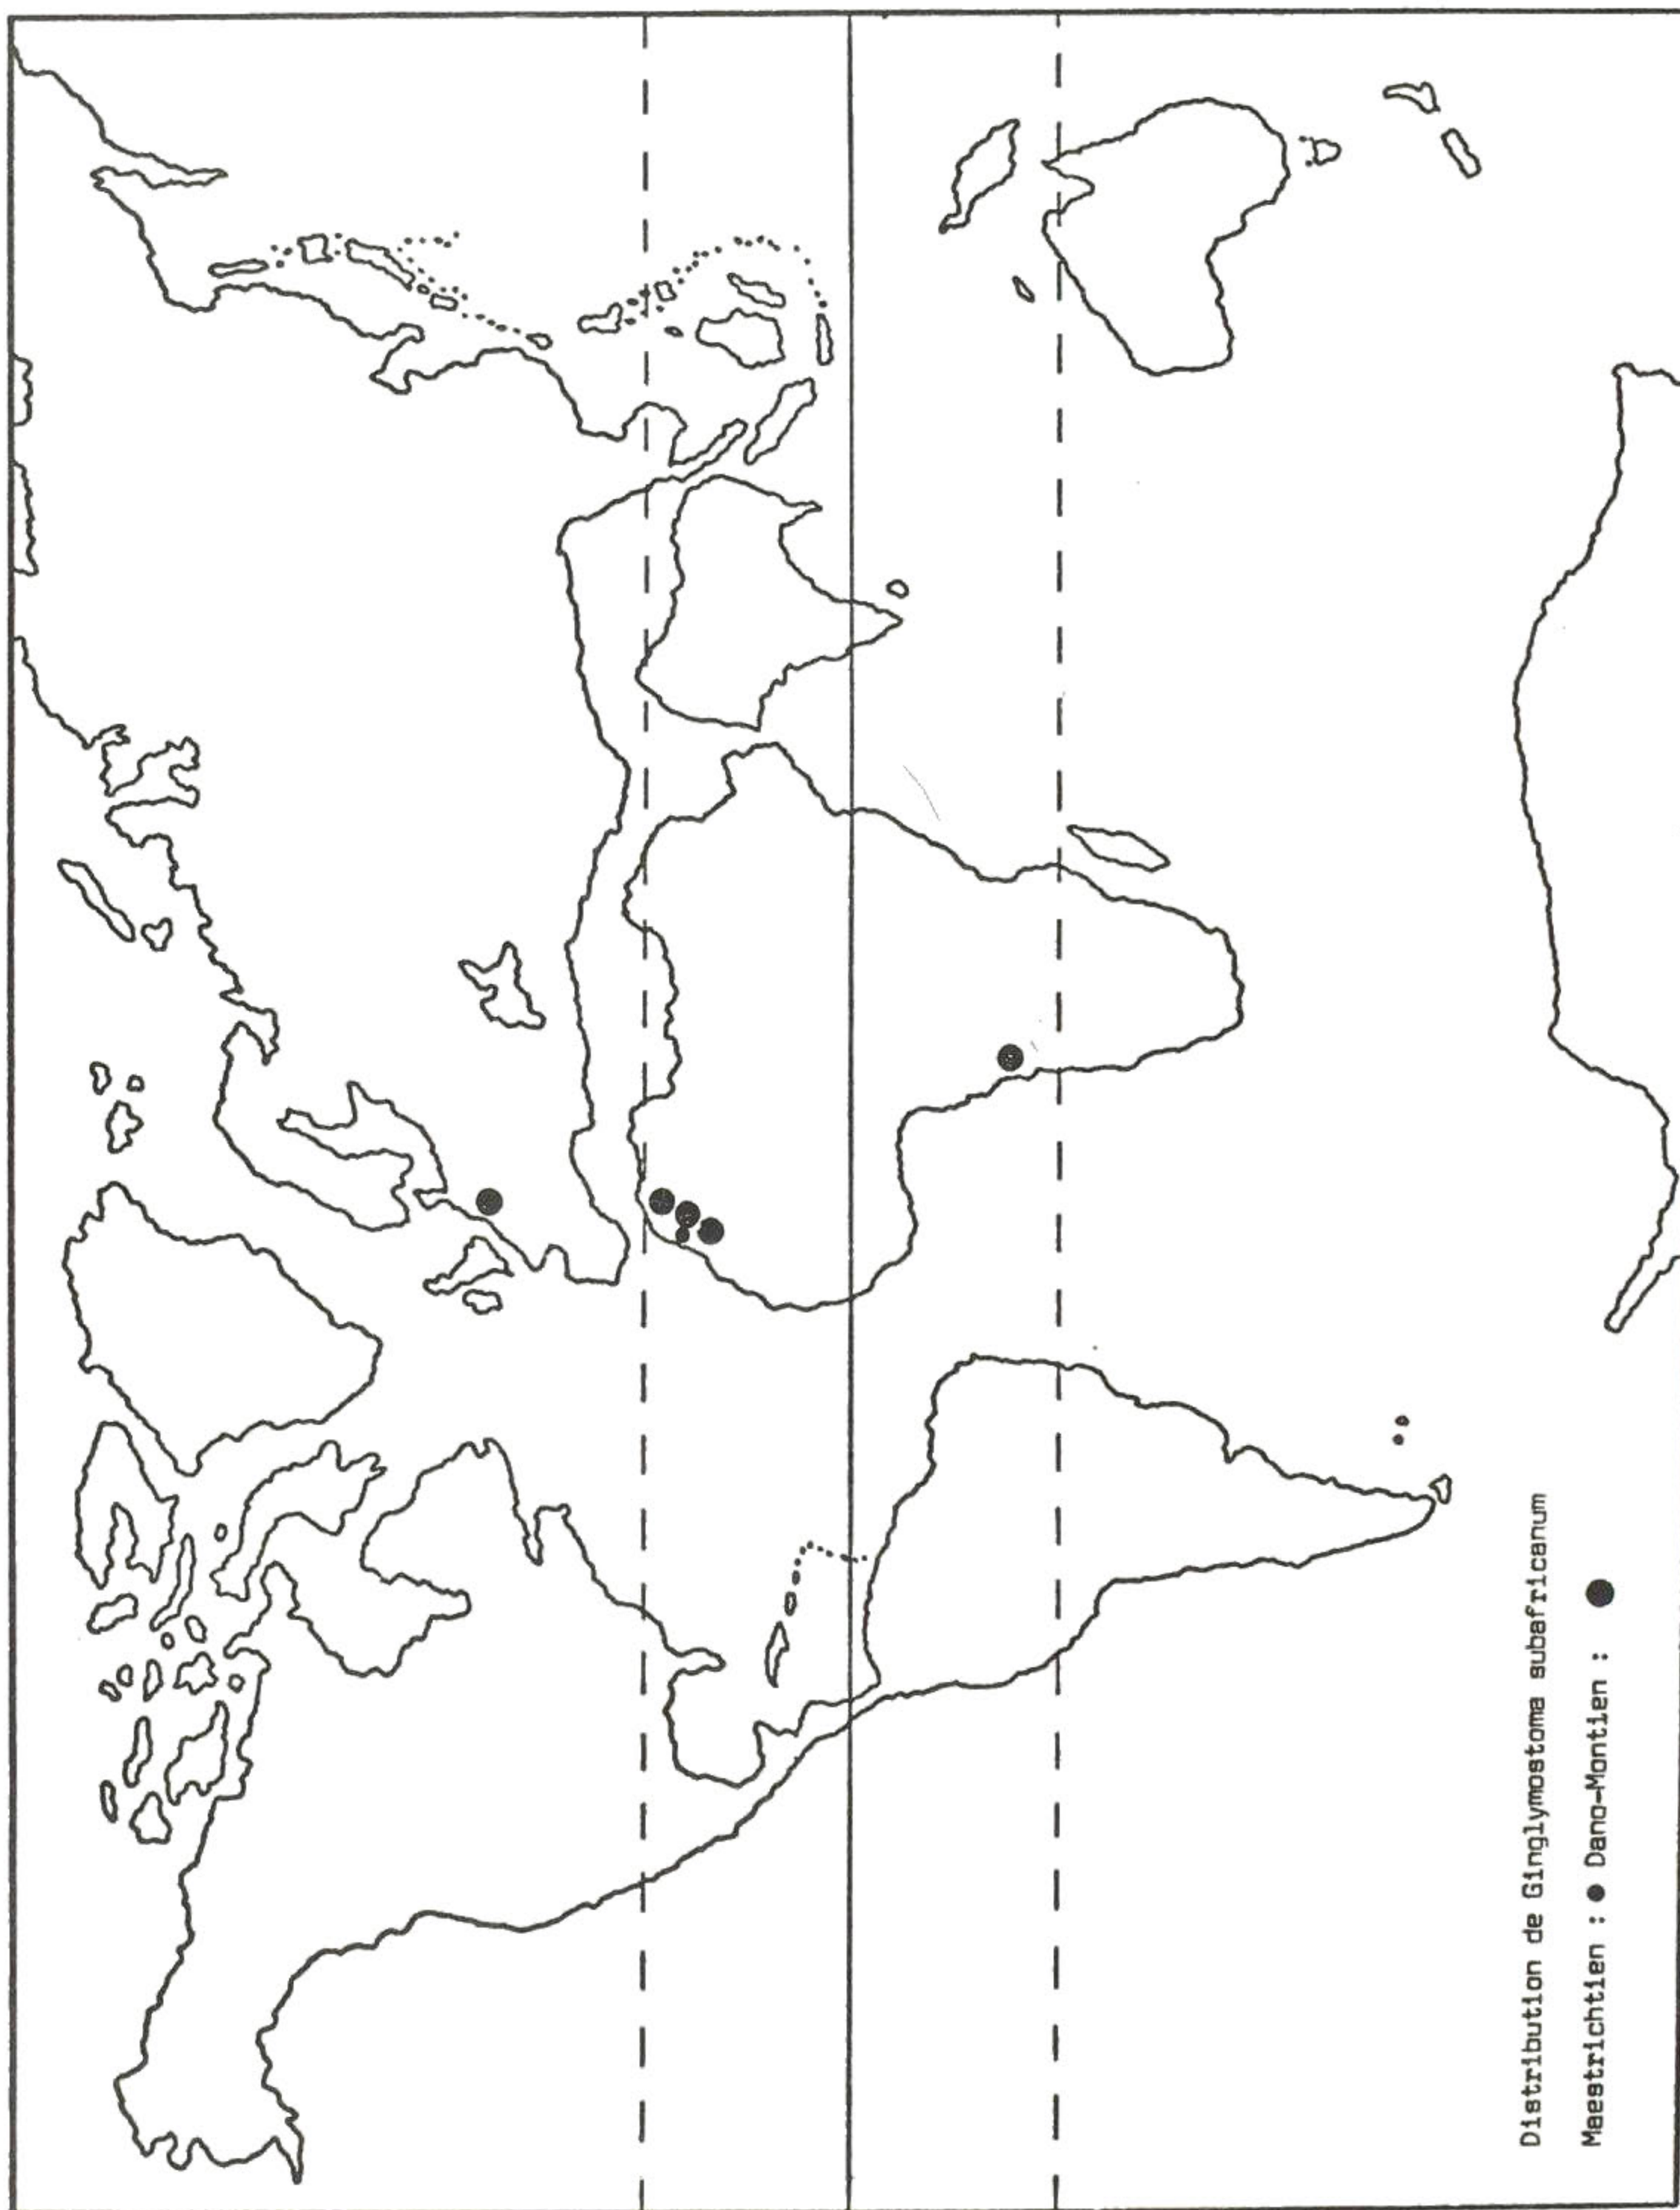 Distribution de Ginglymostoma subafricanum
Maestrichtien : ● Dano-Montien : ●